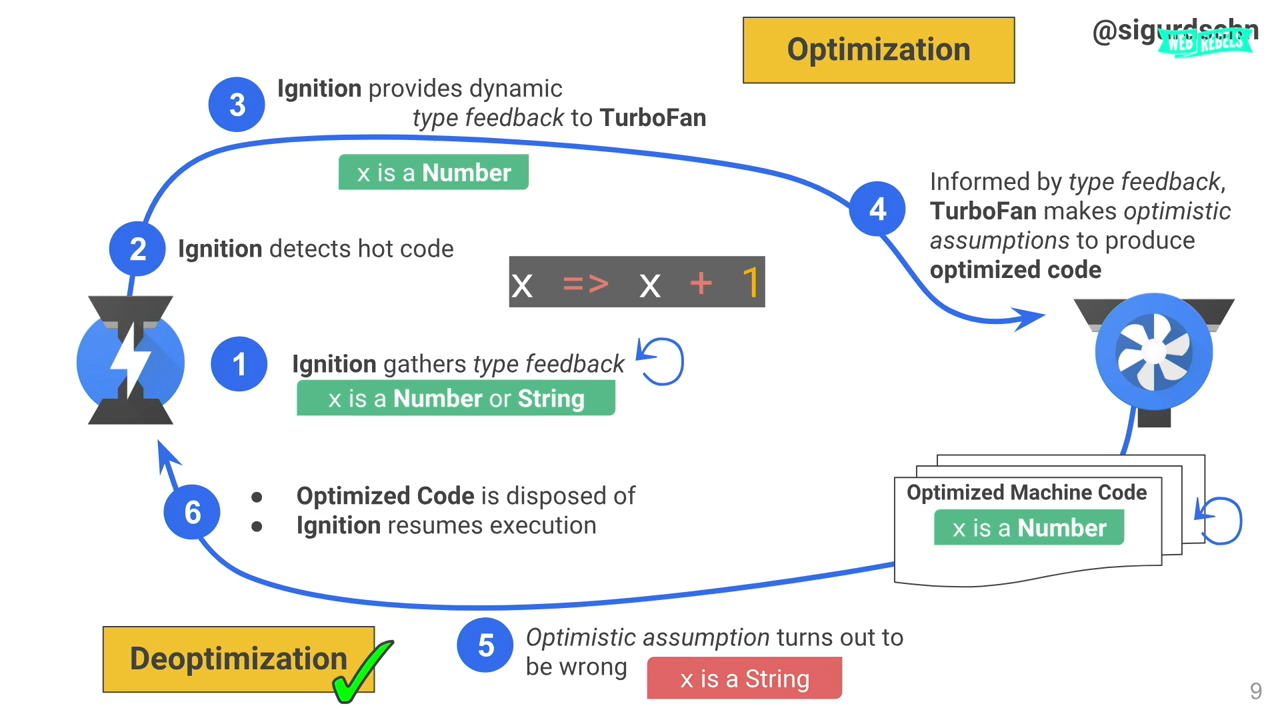 Optimization
@sigurdschn
WEB REBELS
3
Ignition provides dynamic
type feedback to TurboFan
x is a Number
4
Informed by type feedback,
TurboFan makes optimistic
assumptions to produce
optimized code
2
Ignition detects hot code
x => x + 1
1
Ignition gathers type feedback
x is a Number or String
6
● Optimized Code is disposed of
● Ignition resumes execution
Optimized Machine Code
x is a Number
5
Optimistic assumption turns out to
be wrong
x is a String
Deoptimization
9